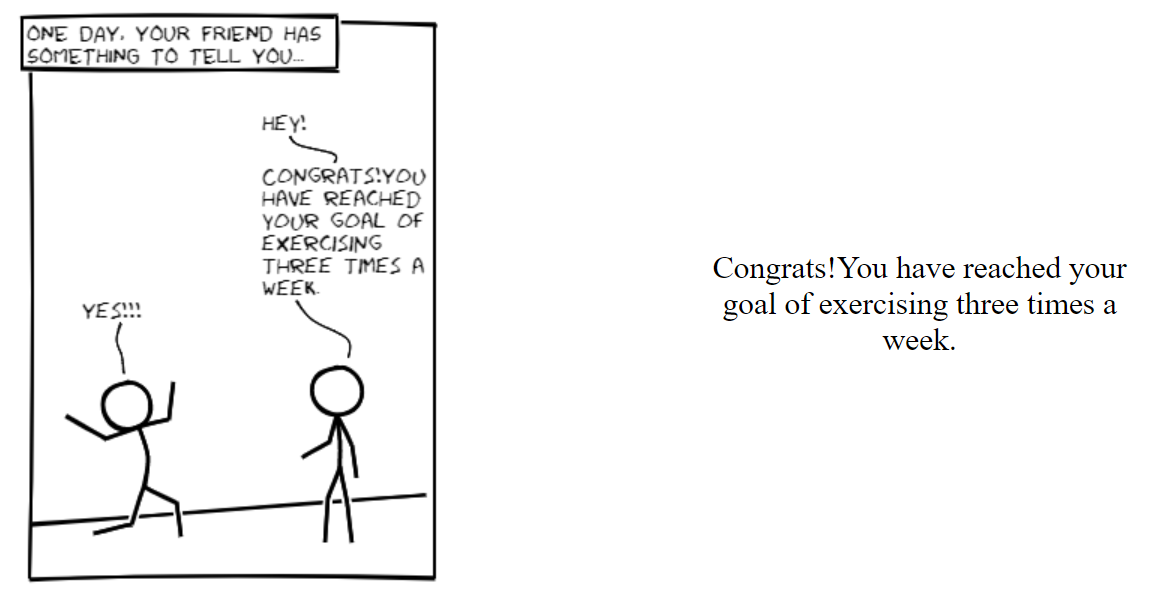 ONE DAY, YOUR FRIEND HAS
SOMETHING TO TELL YOU...
HEY!
CONGRATS!YOU
HAVE REACHED
YOUR GOAL OF
EXERCISING
THREE TIMES A
WEEK.
YES!!!
Congrats!You have reached your
goal of exercising three times a
week.